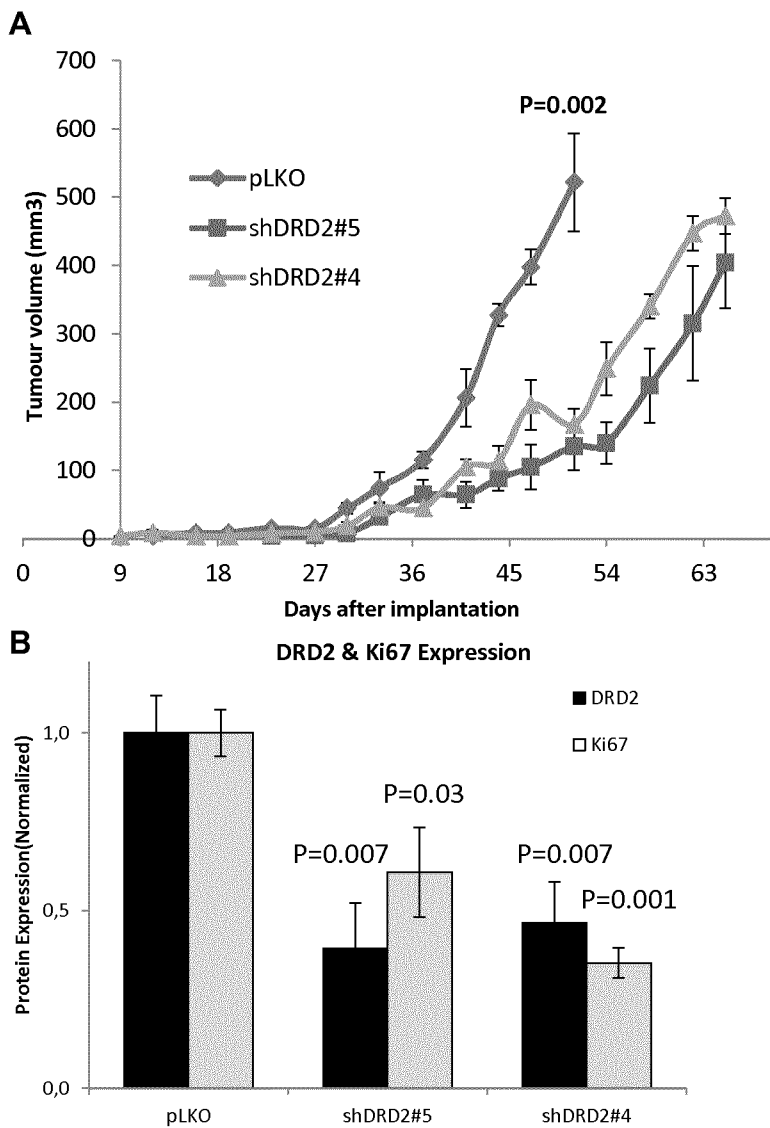 A
700
600
500
400
300
200
100
0
Tumour volume (mm3)
P=0.002
pLKO
shDRD2#5
shDRD2#4
0 9 18 27 36 45 54 63
Days after implantation
B
DRD2 & Ki67 Expression
DRD2
Ki67
Protein Expression(Normalized)
1,0
0,5
0,0
P=0.007
P=0.03
P=0.007
P=0.001
pLKO shDRD2#5 shDRD2#4